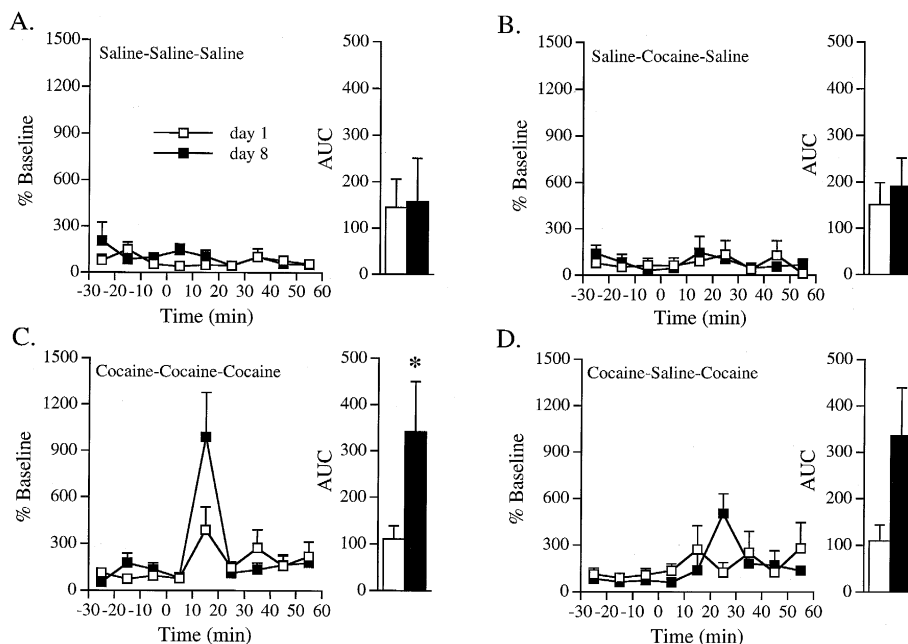 A.
1500
1200
900
600
300
0
% Baseline
Saline-Saline-Saline
day 1
day 8
-30 -20 -10 0 10 20 30 40 50 60
Time (min)
500
400
300
200
100
0
AUC
B.
1500
1200
900
600
300
0
% Baseline
Saline-Cocaine-Saline
-30 -20 -10 0 10 20 30 40 50 60
Time (min)
500
400
300
200
100
0
AUC
C.
1500
1200
900
600
300
0
% Baseline
Cocaine-Cocaine-Cocaine
-30 -20 -10 0 10 20 30 40 50 60
Time (min)
500
400
300
200
100
0
AUC
*
D.
1500
1200
900
600
300
0
% Baseline
Cocaine-Saline-Cocaine
-30 -20 -10 0 10 20 30 40 50 60
Time (min)
500
400
300
200
100
0
AUC